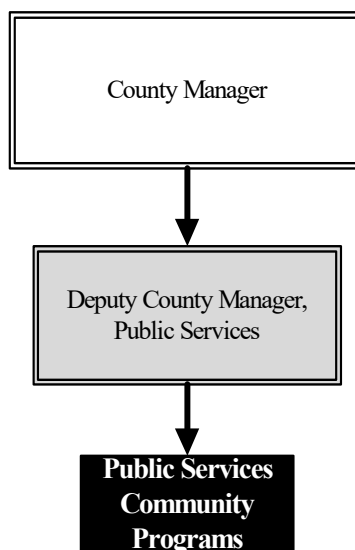 County Manager
Deputy County Manager,
Public Services
Public Services
Community
Programs